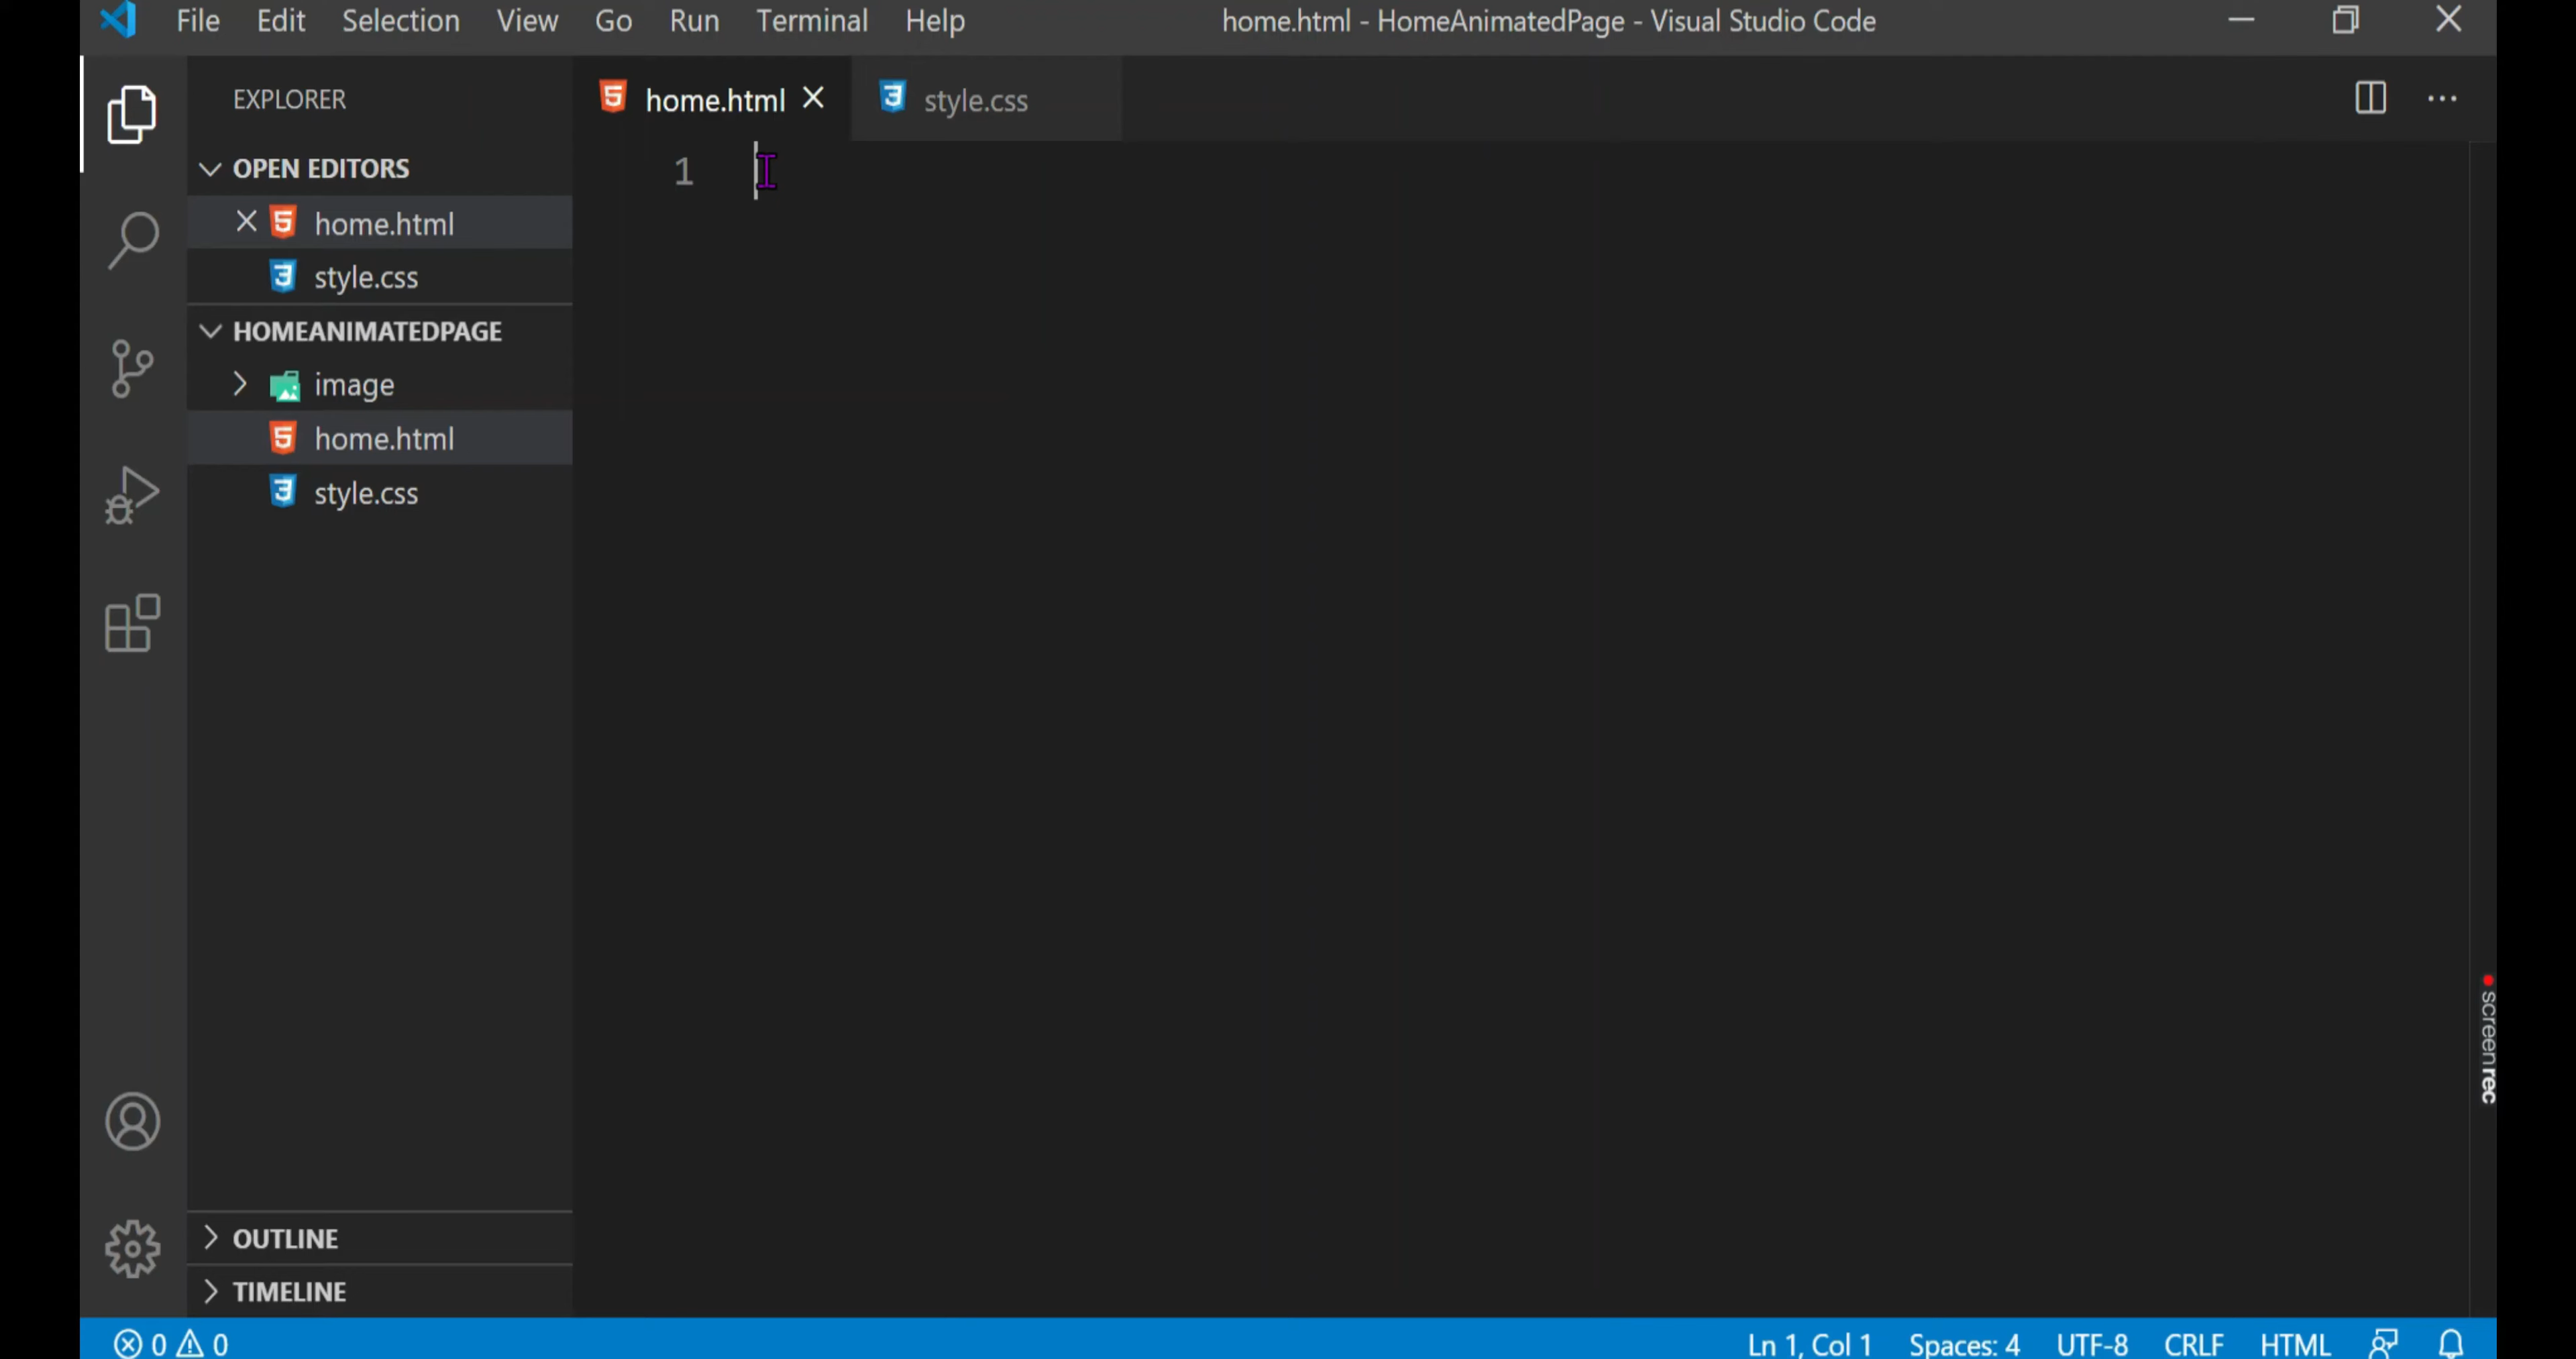 File Edit Selection View Go Run Terminal Help home.html - HomeAnimatedPage - Visual Studio Code
EXPLORER
home.html
style.css
OPEN EDITORS
home.html
style.css
HOMEANIMATEDPAGE
image
home.html
style.css
1
screenrec
OUTLINE
TIMELINE
0 0 Ln 1, Col 1 Spaces: 4 UTF-8 CRLF HTML